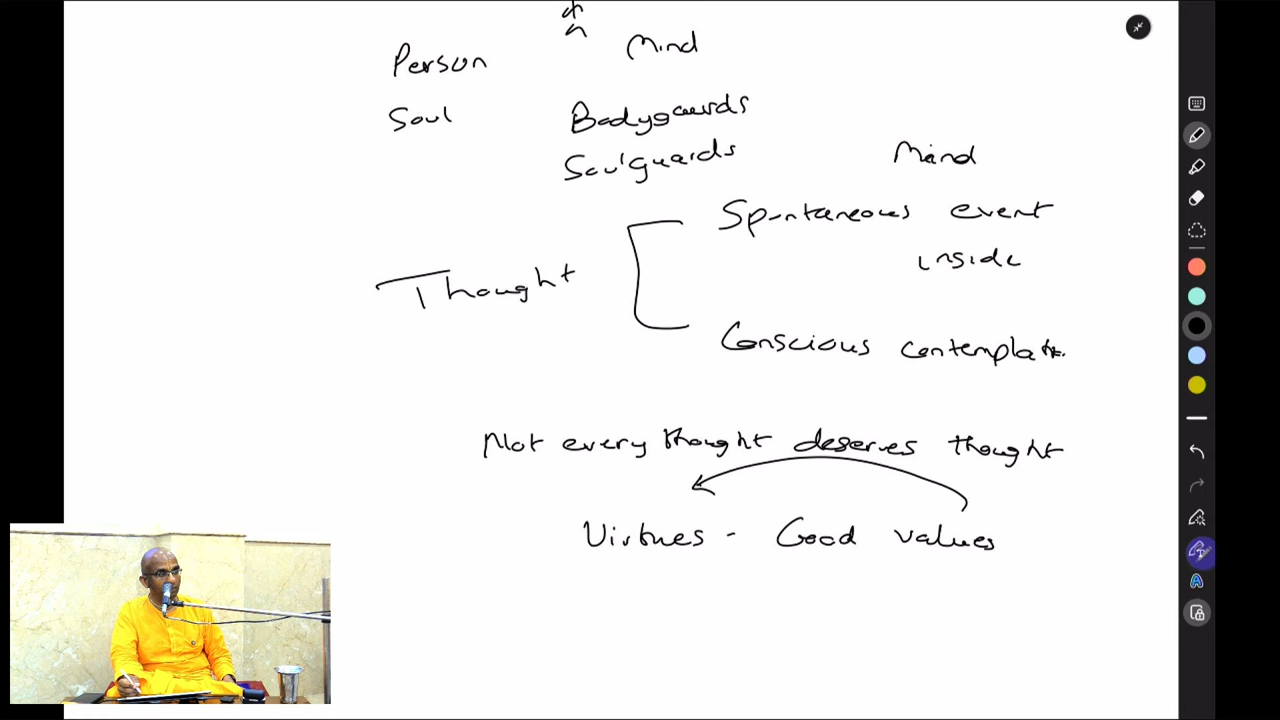 Person Mind
Soul Bodyguards
Soulguards
Mind
Spontaneous event
inside
Thought
Conscious
Not every thought deserves thought
Virtues - Good values